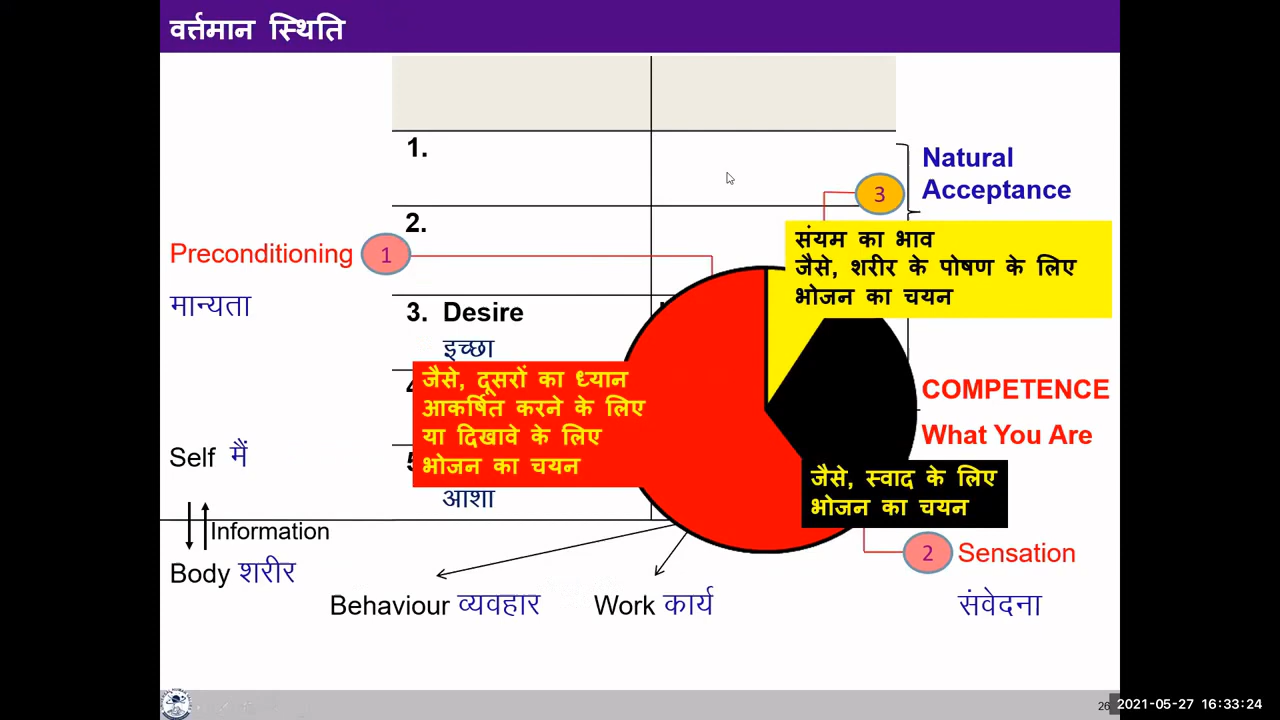 वर्त्तमान स्थिति
1.
Natural
Acceptance
3
2.
Preconditioning 1
मान्यता
संयम का भाव
जैसे, शरीर के पोषण के लिए
भोजन का चयन
3. Desire
इच्छा
जैसे, दूसरों का ध्यान
आकर्षित करने के लिए
या दिखावे के लिए
भोजन का चयन
COMPETENCE
What You Are
Self मैं
जैसे, स्वाद के लिए
भोजन का चयन
आशा
Information
2 Sensation
संवेदना
Body शरीर
Behaviour व्यवहार
Work कार्य
26
2021-05-27 16:33:24